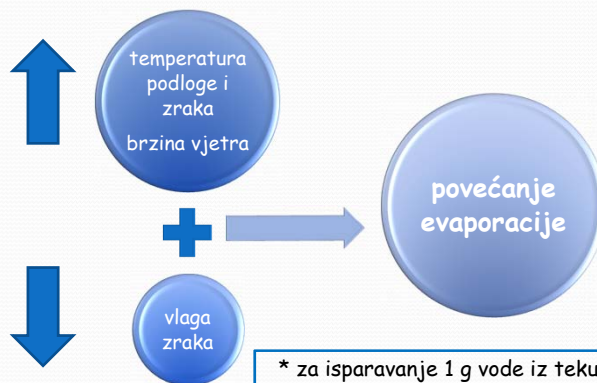 temperatura
podloge i
zraka
brzina vjetra
povećanje
evaporacije
vlaga
zraka
* za isparavanje 1 g vode iz teku